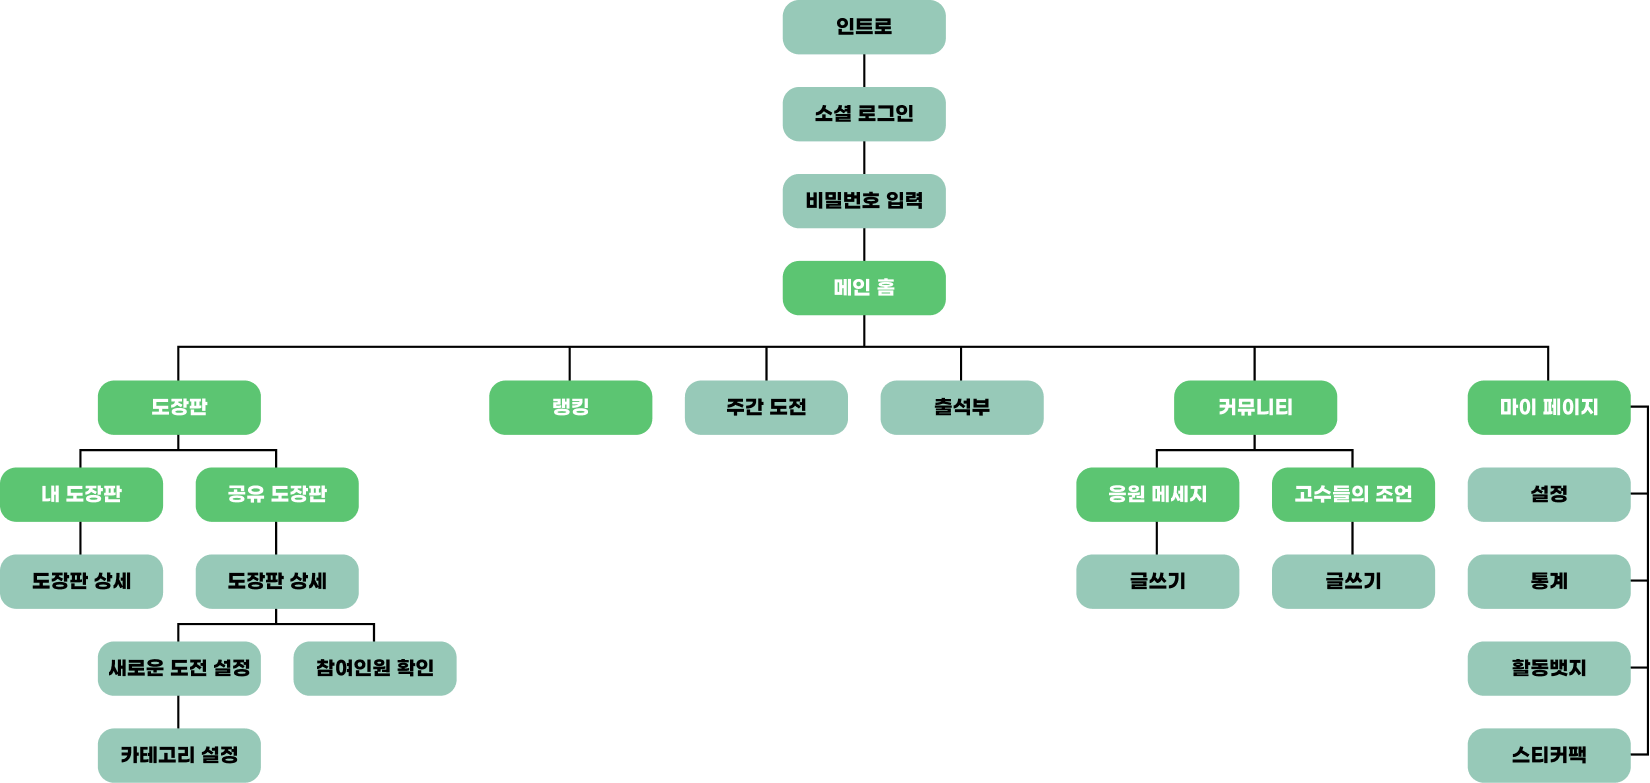 인트로
소셜 로그인
비밀번호 입력
메인 홈
도장판
랭킹
주간 도전
출석부
커뮤니티
마이 페이지
내 도장판
공유 도장판
응원 메세지
고수들의 조언
설정
도장판 상세
도장판 상세
글쓰기
글쓰기
통계
새로운 도전 설정
참여인원 확인
활동뱃지
카테고리 설정
스티커팩